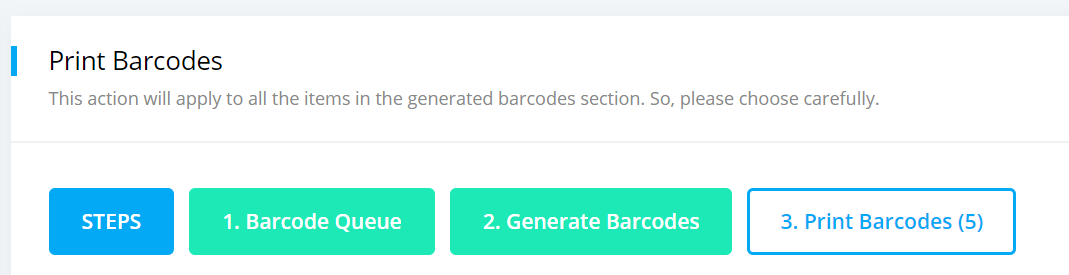 Print Barcodes
This action will apply to all the items in the generated barcodes section. So, please choose carefully.
STEPS 1. Barcode Queue 2. Generate Barcodes 3. Print Barcodes (5)